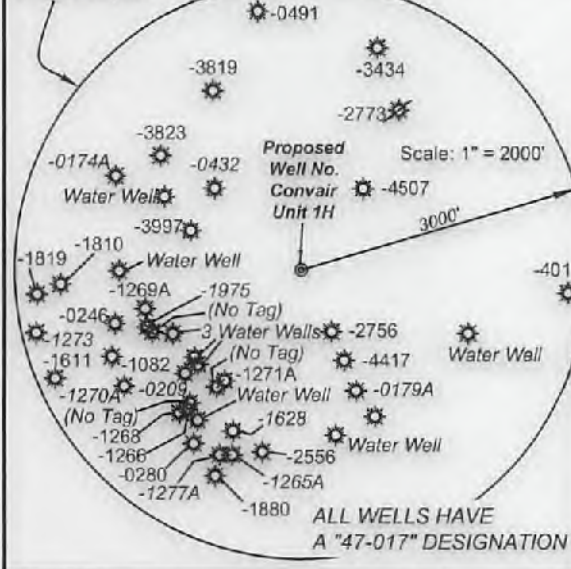 -0491
-3819
-3434
-2773
-3823
-0174A
-0432
Proposed
Well No.
Convair
Unit 1H
Scale: 1" = 2000'
Water Well
-4507
3000'
-3997
-1819
-1810
Water Well
-401
-1269A
-1975
(No Tag)
-0246
3 Water Wells
-2756
-1273
-1082
(No Tag)
Water Well
-1611
-4417
-1271A
-1270A
-0209
-0179A
(No Tag)
Water Well
-1268
1628
-1266
Water Well
-0280
-2556
-1277A
-1265A
-1880
ALL WELLS HAVE
A "47-017" DESIGNATION